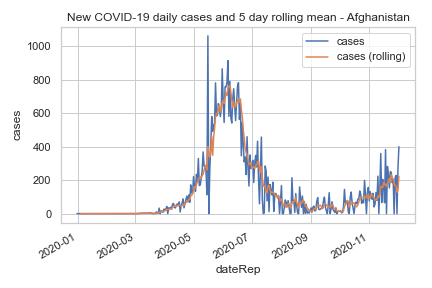 New COVID-19 daily cases and 5 day rolling mean - Afghanistan
cases
cases (rolling)
1000
800
600
400
200
0
cases
2020-01
2020-03
2020-05
2020-07
2020-09
2020-11
dateRep